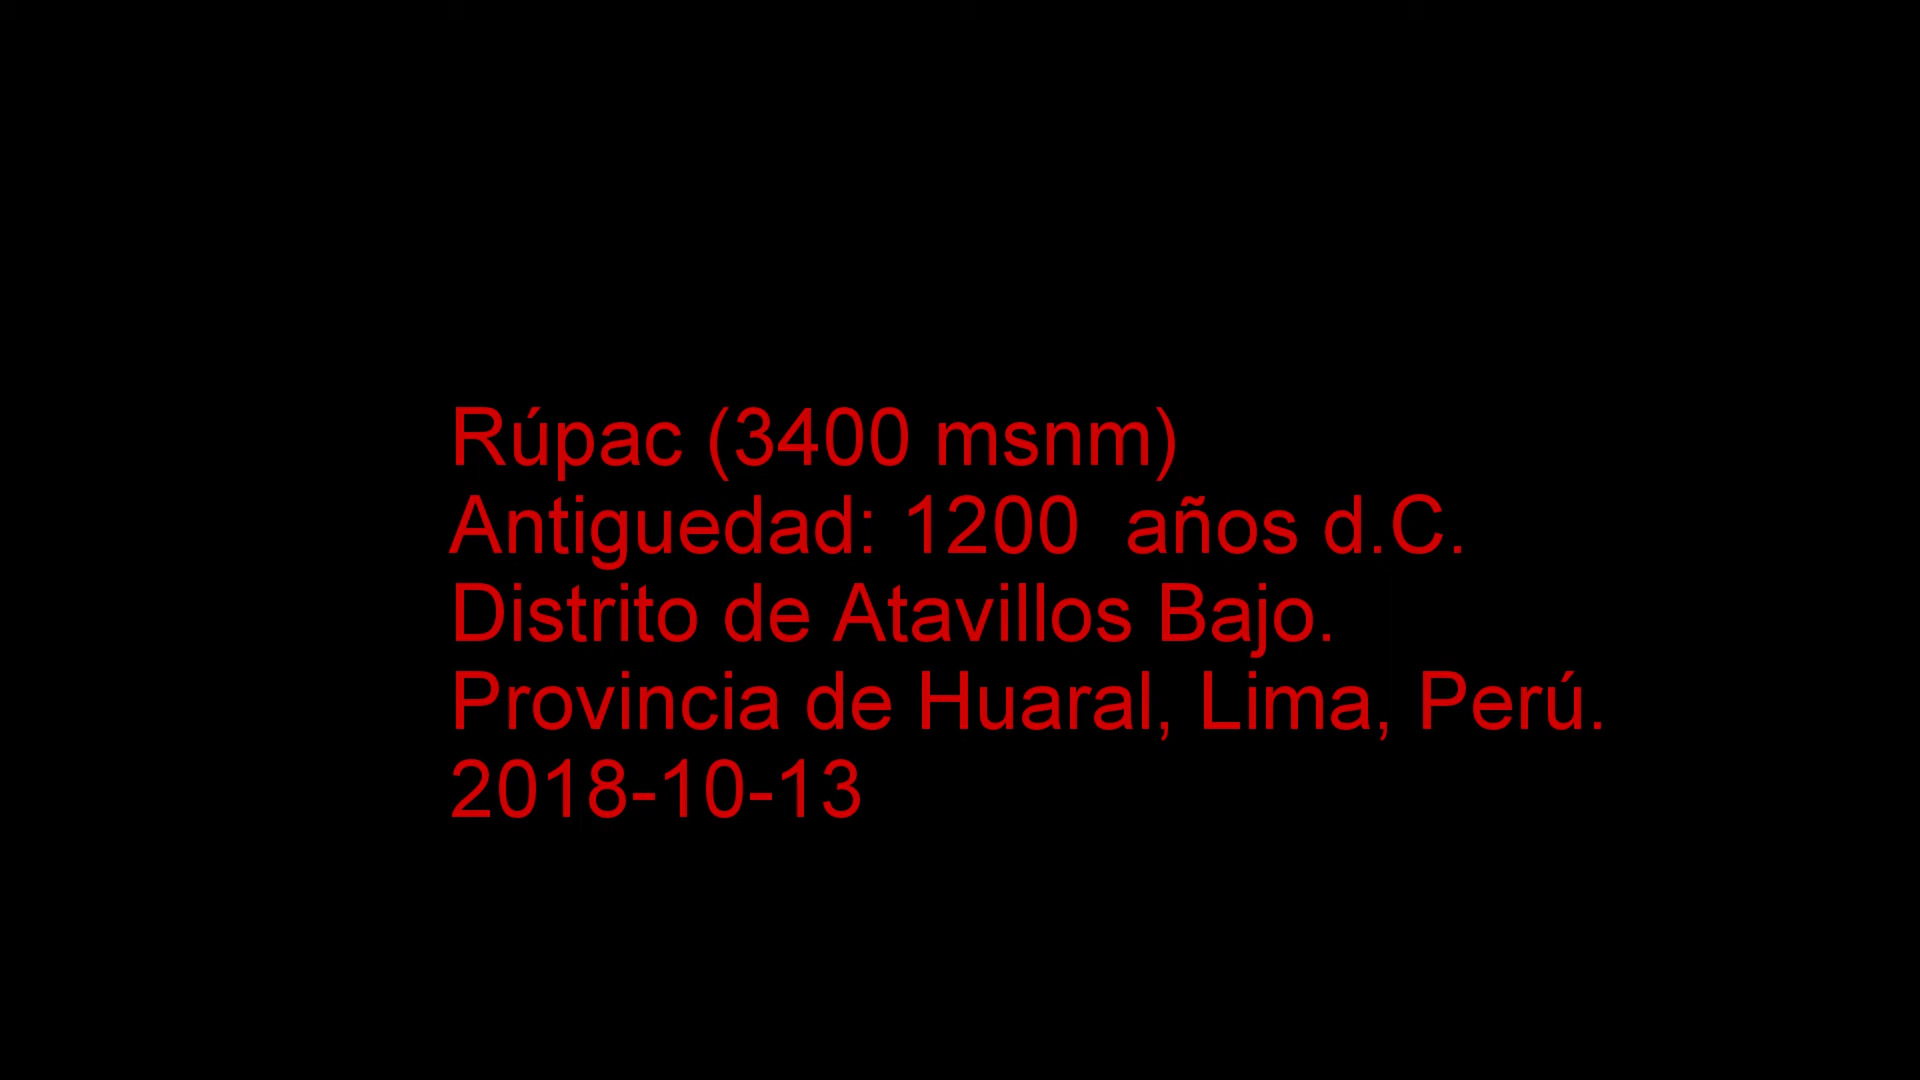 Rúpac (3400 msnm)
Antiguedad: 1200  años d.C.
Distrito de Atavillos Bajo.
Provincia de Huaral, Lima, Perú.
2018-10-13